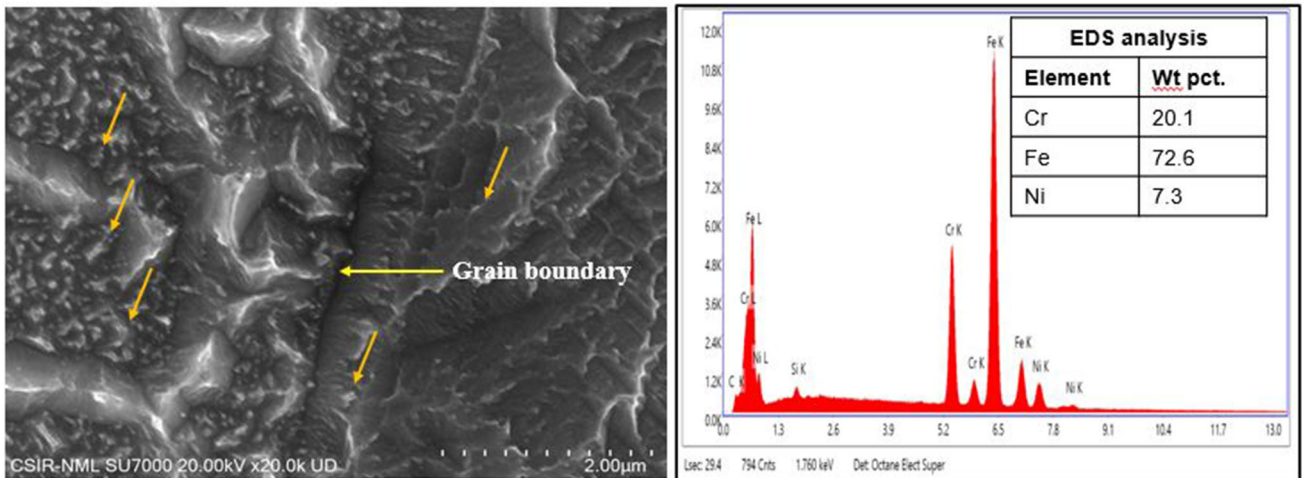 Grain boundary
CSIR-NML SU7000 20.00kV x20.0k UD
2.00μm
EDS analysis
Element Wt pct.
Cr 20.1
Fe 72.6
Ni 7.3
12.0K
10.8K
9.6K
8.4K
7.2K
6.0K
4.8K
3.6K
2.4K
1.2K
0.0K
Fe K
Fe L
Cr K
Cr L
Ni L
C K
Si K
Cr K
Fe K
Ni K
Ni K
0.0 1.3 2.6 3.9 5.2 6.5 7.8 9.1 10.4 11.7 13.0
Lsec: 29.4 794 Cnts 1.760 keV Det: Octane Elect Super